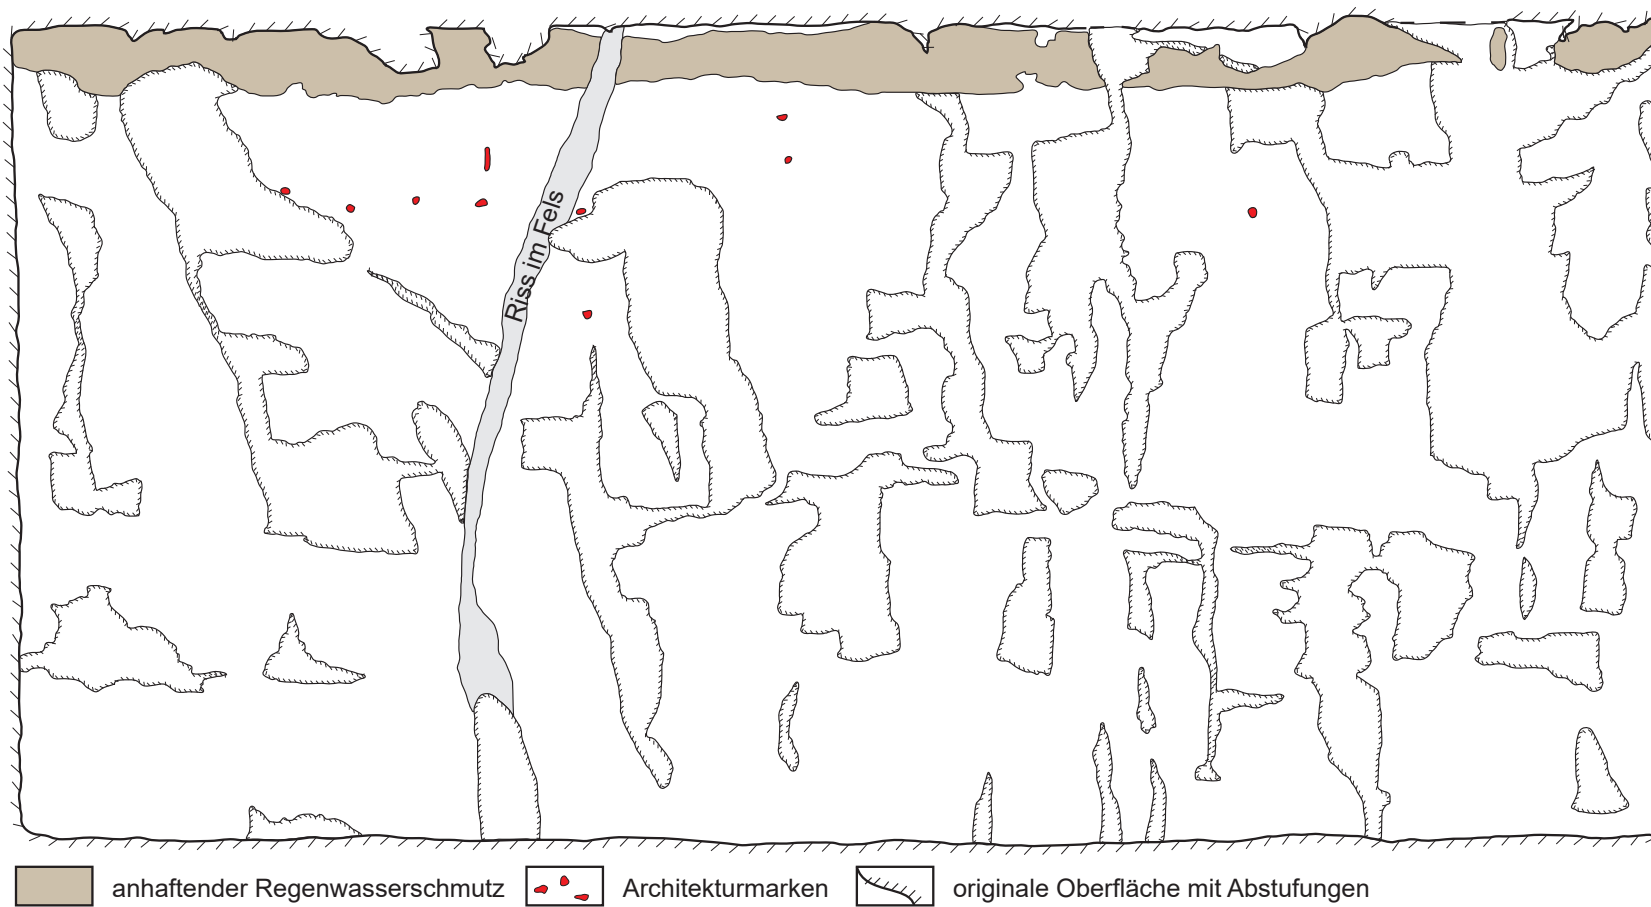 Riss im Fels
anhaftender Regenwasserschmutz
Architekturmarken
originale Oberfläche mit Abstufungen